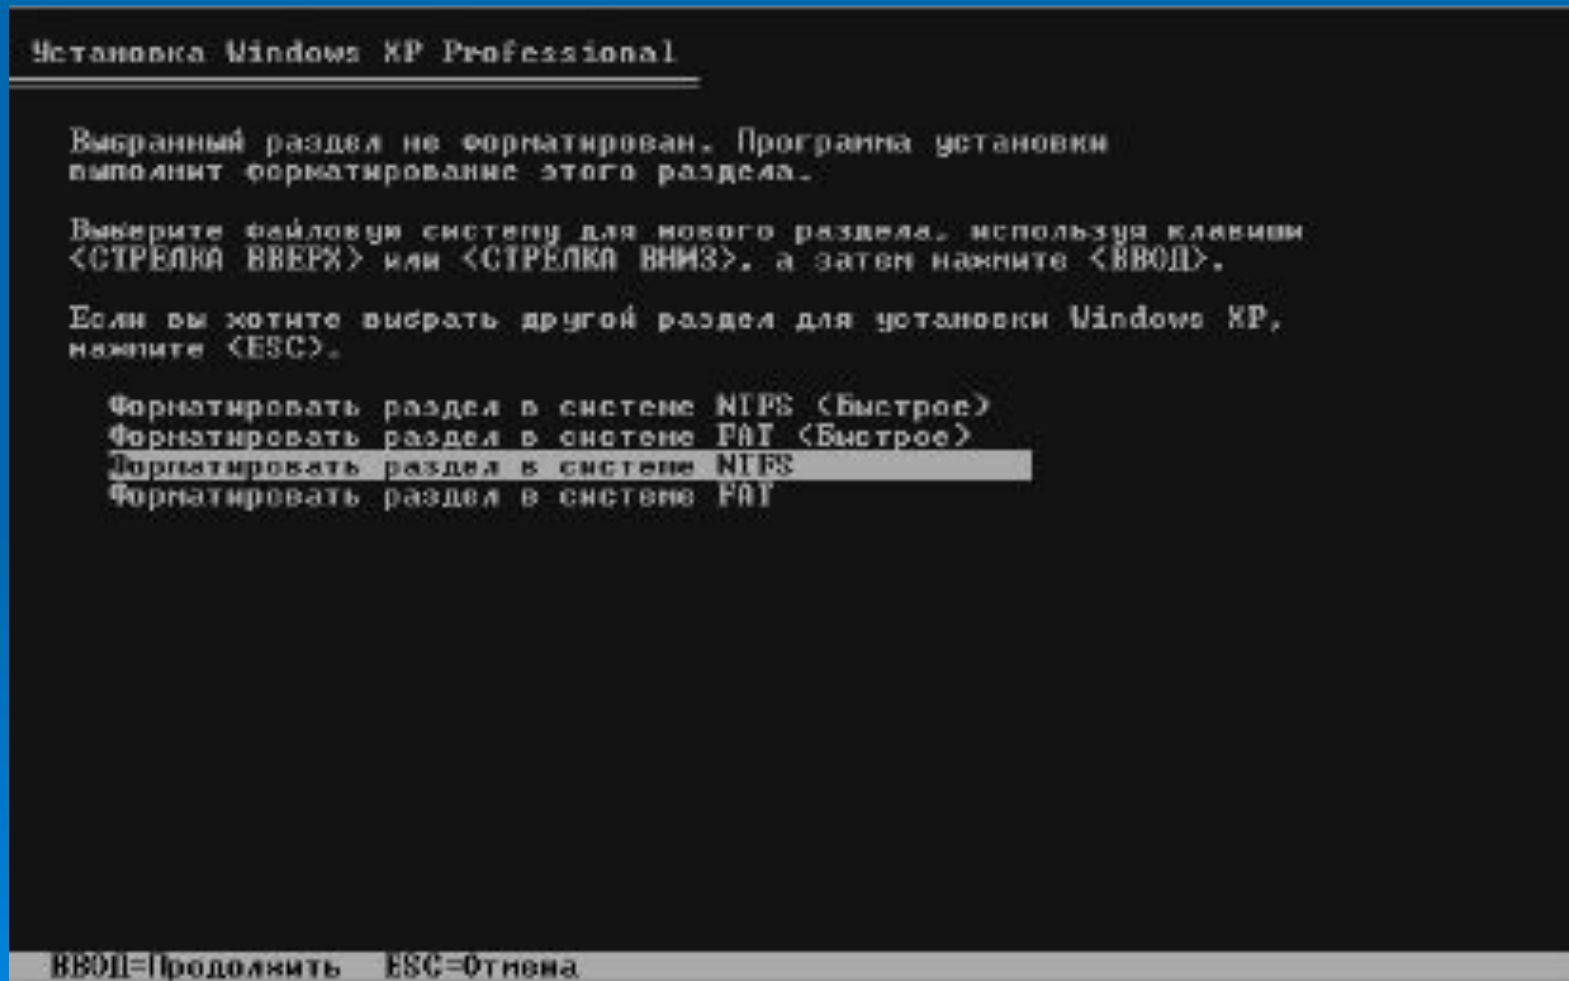 Установка Windows XP Professional
Выбранный раздел не форматирован. Программа установки
выполнит форматирование этого раздела.
Выберите файловую систему для нового раздела, используя клавиши
<СТРЕЛКА ВВЕРХ> или <СТРЕЛКА ВНИЗ>, а затем нажмите <ВВОД>.
Если вы хотите выбрать другой раздел для установки Windows XP,
нажмите <ESC>.
Форматировать раздел в системе NTFS <Быстрое>
Форматировать раздел в системе FAT <Быстрое>
Форматировать раздел в системе NTFS
Форматировать раздел в системе FAT
ВВОД=Продолжить ESC=Отмена